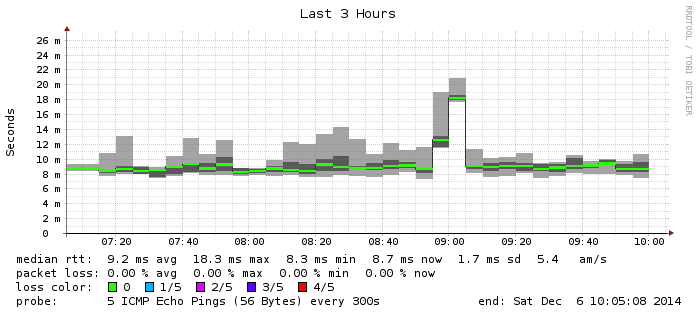 Last 3 Hours
RRDTOOL / TOBI OETIKER
Seconds
26 m
24 m
22 m
20 m
18 m
16 m
14 m
12 m
10 m
8 m
6 m
4 m
2 m
0
07:20 07:40 08:00 08:20 08:40 09:00 09:20 09:40 10:00
median rtt: 9.2 ms avg 18.3 ms max 8.3 ms min 8.7 ms now 1.7 ms sd 5.4 am/s
packet loss: 0.00 % avg 0.00 % max 0.00 % min 0.00 % now
loss color: 0 1/5 2/5 3/5 4/5
probe: 5 ICMP Echo Pings (56 Bytes) every 300s end: Sat Dec 6 10:05:08 2014